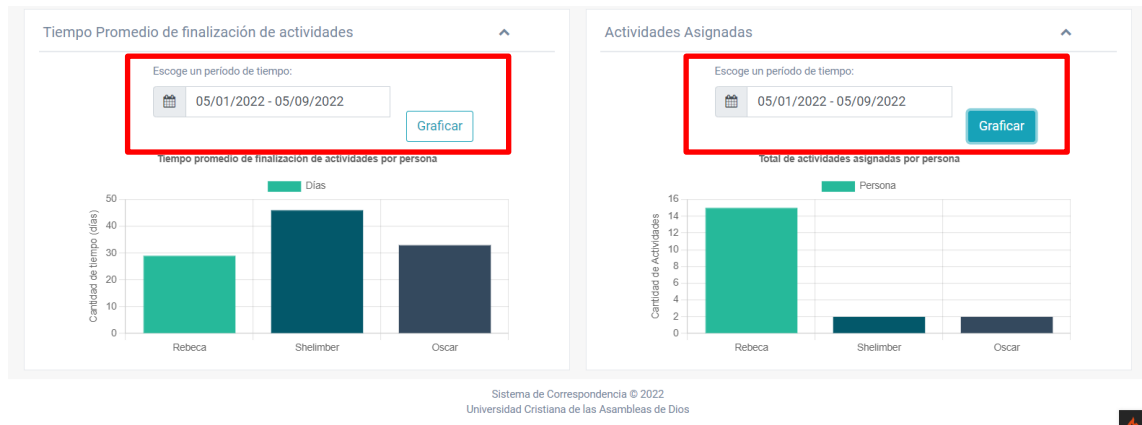 Tiempo Promedio de finalización de actividades
Escoge un periodo de tiempo:
05/01/2022 - 05/09/2022
Graficar
Tiempo promedio de finalización de actividades por persona
Días
Cantidad de tiempo (días)
50
40
30
20
10
0
Rebeca Shelimber Oscar
Actividades Asignadas
Escoge un periodo de tiempo:
05/01/2022 - 05/09/2022
Graficar
Total de actividades asignadas por persona
Persona
Cantidad de Actividades
16
14
12
10
8
6
4
2
0
Rebeca Shelimber Oscar
Sistema de Correspondencia © 2022
Universidad Cristiana de las Asambleas de Dios